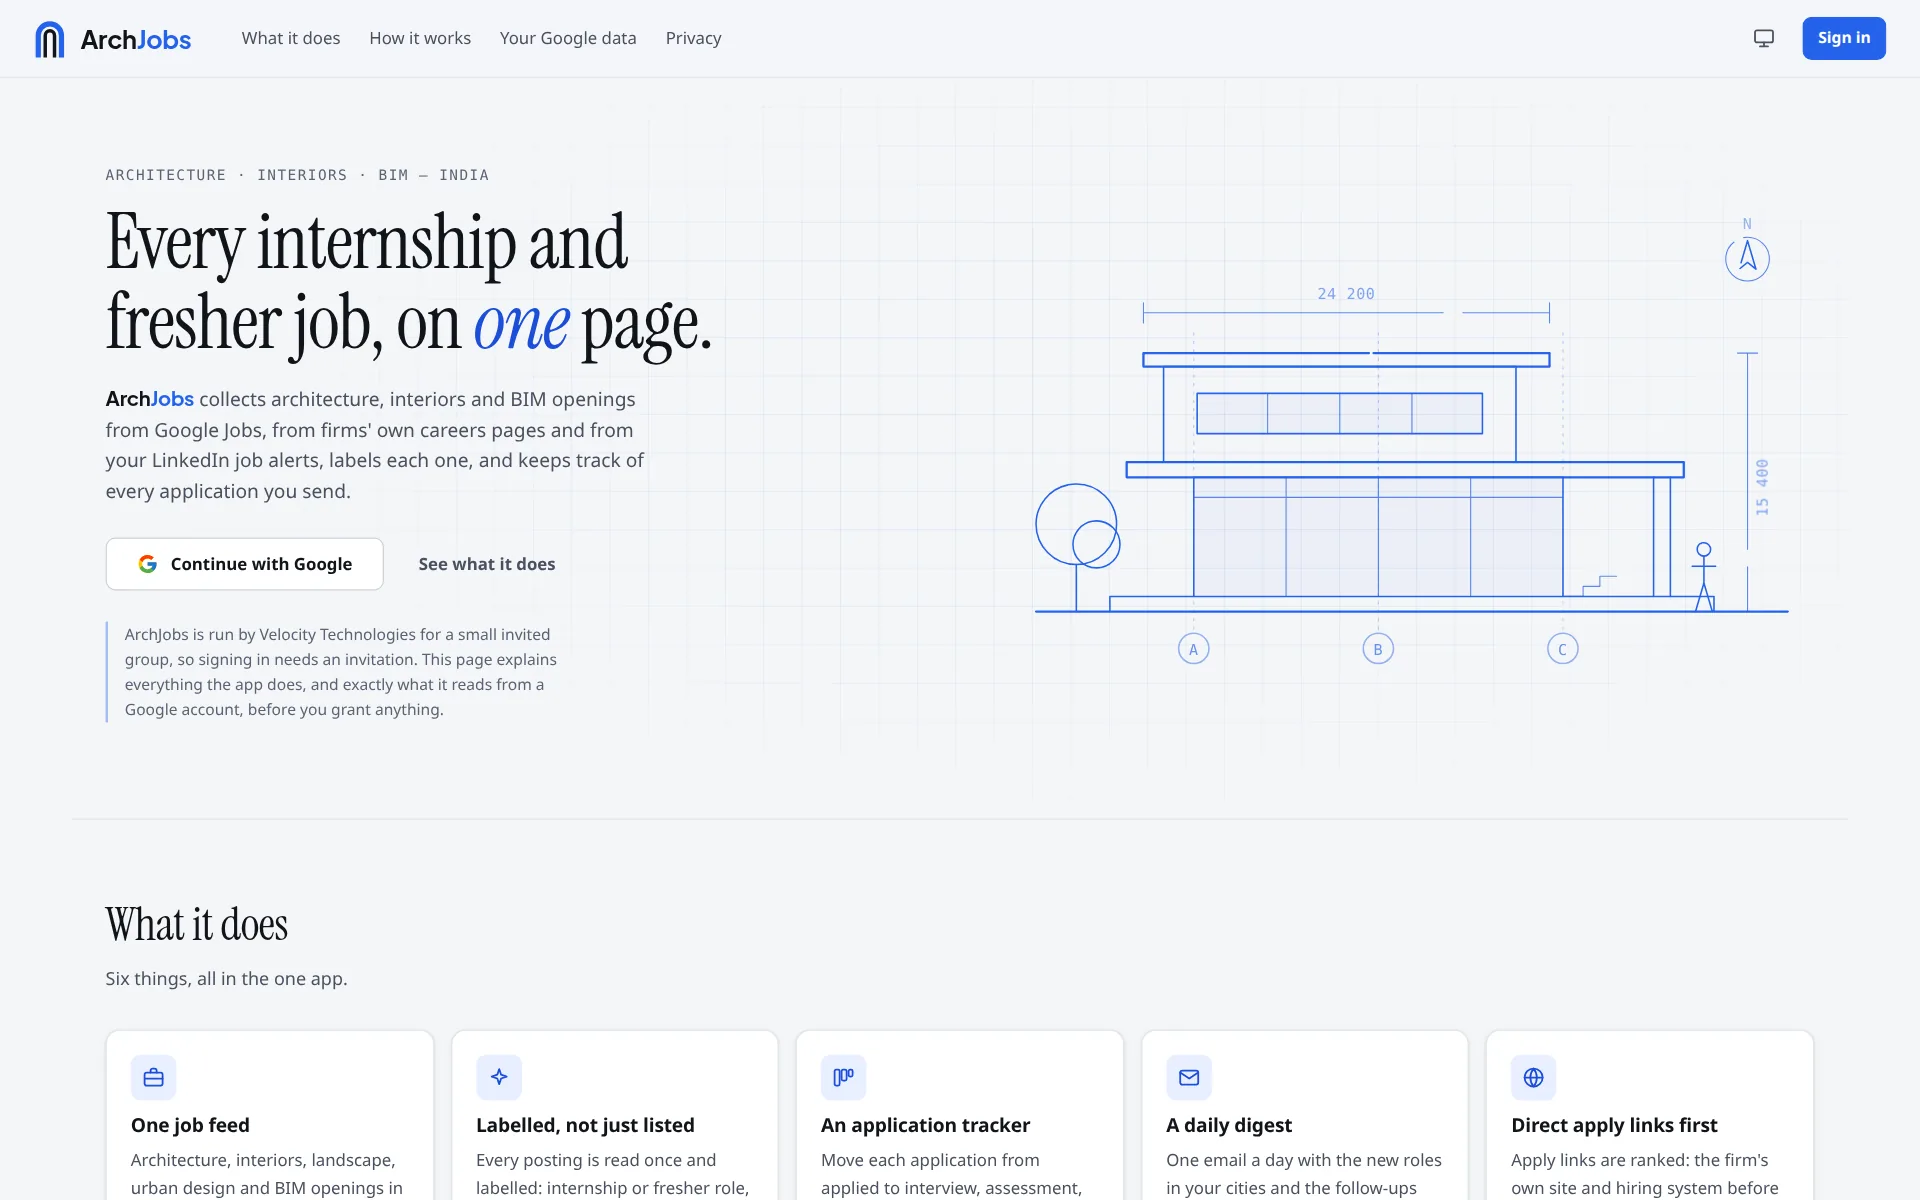 ArchJobs
What it does
How it works
Your Google data
Privacy
Sign in
ARCHITECTURE · INTERIORS · BIM — INDIA
Every internship and
fresher job, on one page.
ArchJobs collects architecture, interiors and BIM openings
from Google Jobs, from firms' own careers pages and from
your LinkedIn job alerts, labels each one, and keeps track of
every application you send.
Continue with Google
See what it does
ArchJobs is run by Velocity Technologies for a small invited
group, so signing in needs an invitation. This page explains
everything the app does, and exactly what it reads from a
Google account, before you grant anything.
N
24 200
15 400
A
B
C
What it does
Six things, all in the one app.
One job feed
Architecture, interiors, landscape,
urban design and BIM openings in
Labelled, not just listed
Every posting is read once and
labelled: internship or fresher role,
An application tracker
Move each application from
applied to interview, assessment,
A daily digest
One email a day with the new roles
in your cities and the follow-ups
Direct apply links first
Apply links are ranked: the firm's
own site and hiring system before